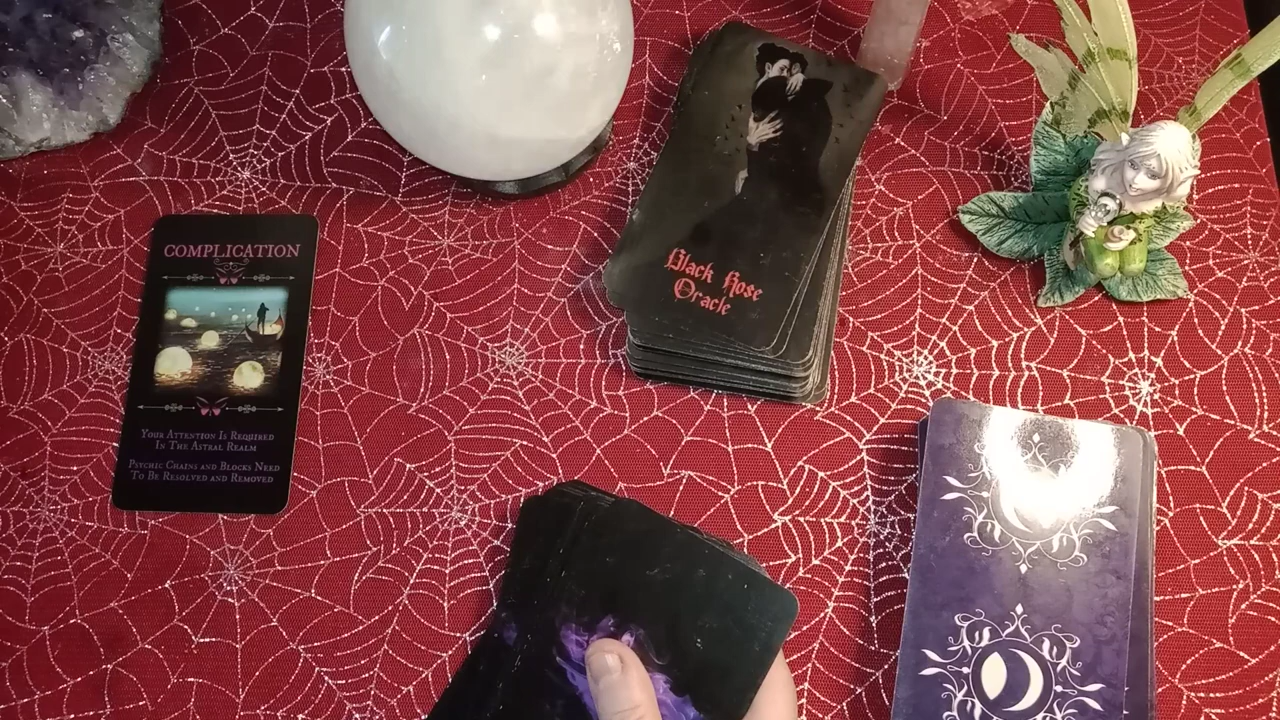 COMPLICATION
Your Attention Is Required
In The Astral Realm
Psychic Chains and Blocks Need
To Be Resolved and Removed
Black Rose
Oracle